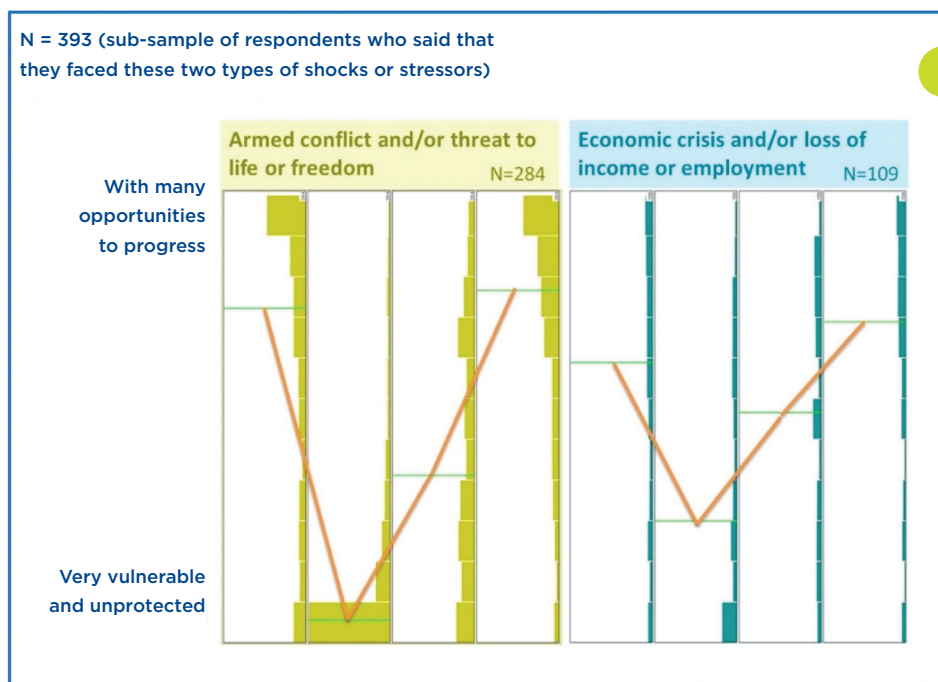 N = 393 (sub-sample of respondents who said that
they faced these two types of shocks or stressors)
Armed conflict and/or threat to
life or freedom
N=284
Economic crisis and/or loss of
income or employment
N=109
With many
opportunities
to progress
Very vulnerable
and unprotected